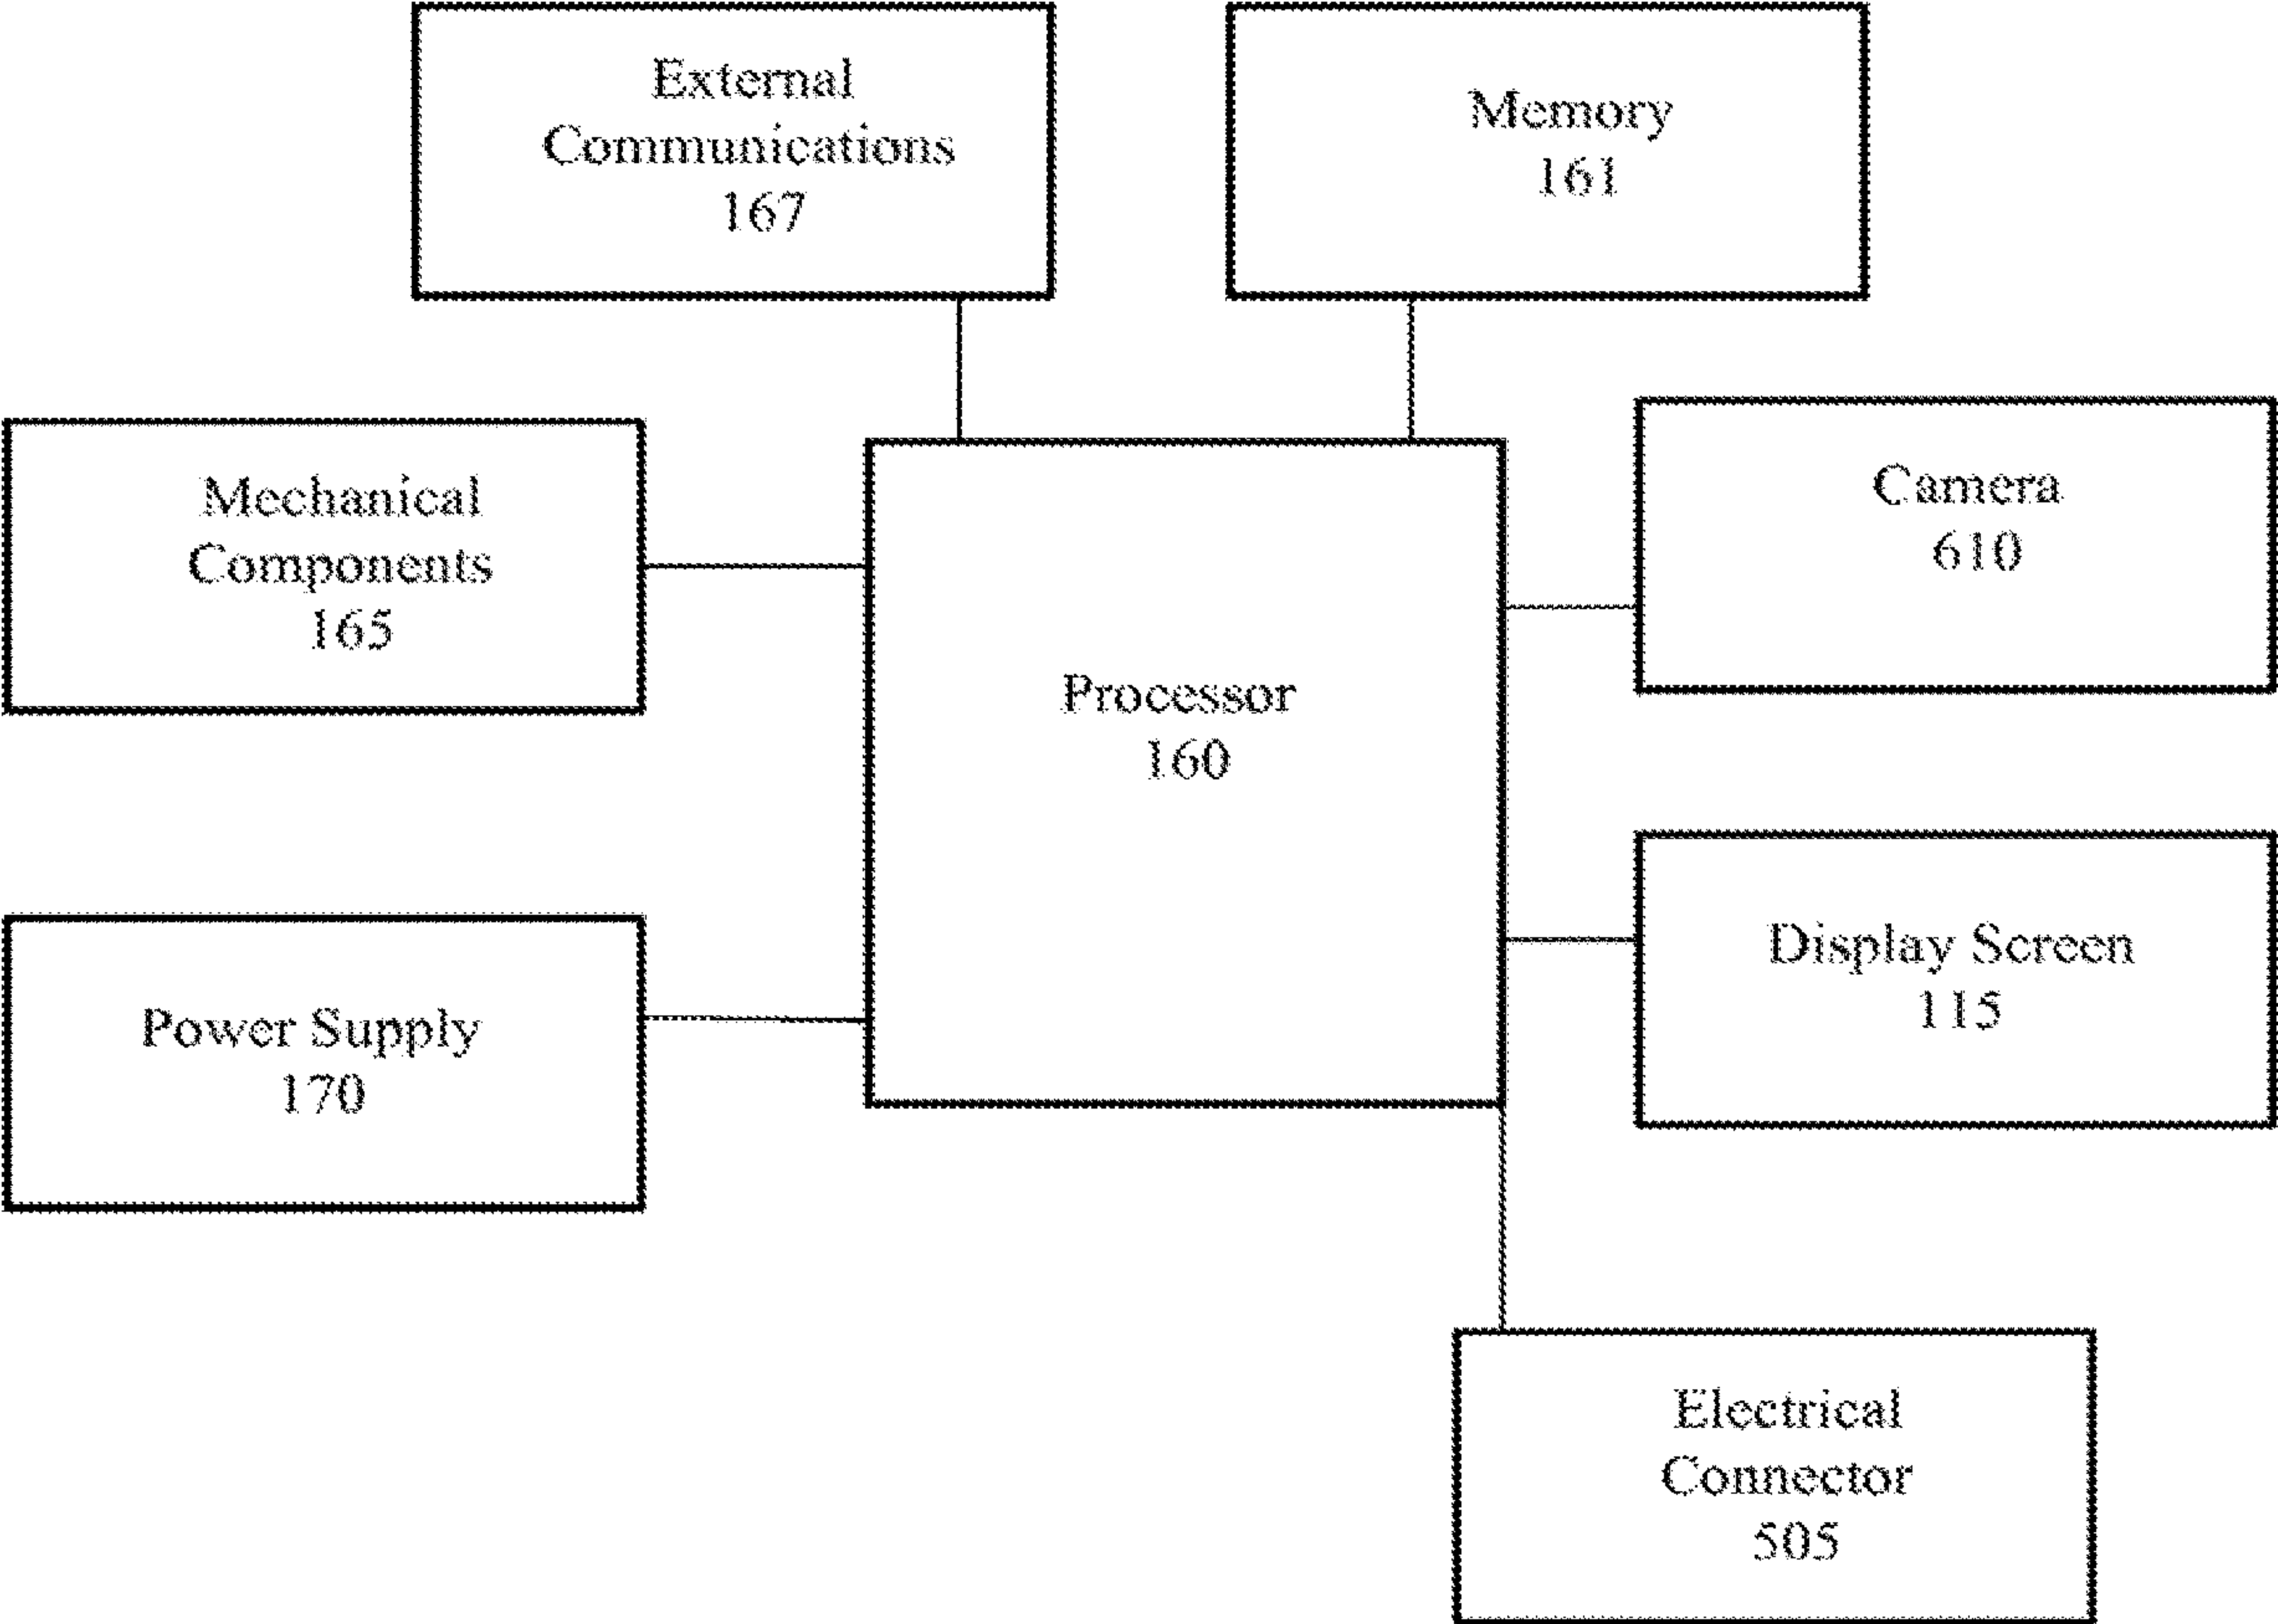 External
Communications
167
Memory
161
Mechanical
Components
165
Camera
610
Processor
160
Display Screen
115
Power Supply
170
Electrical
Connector
505